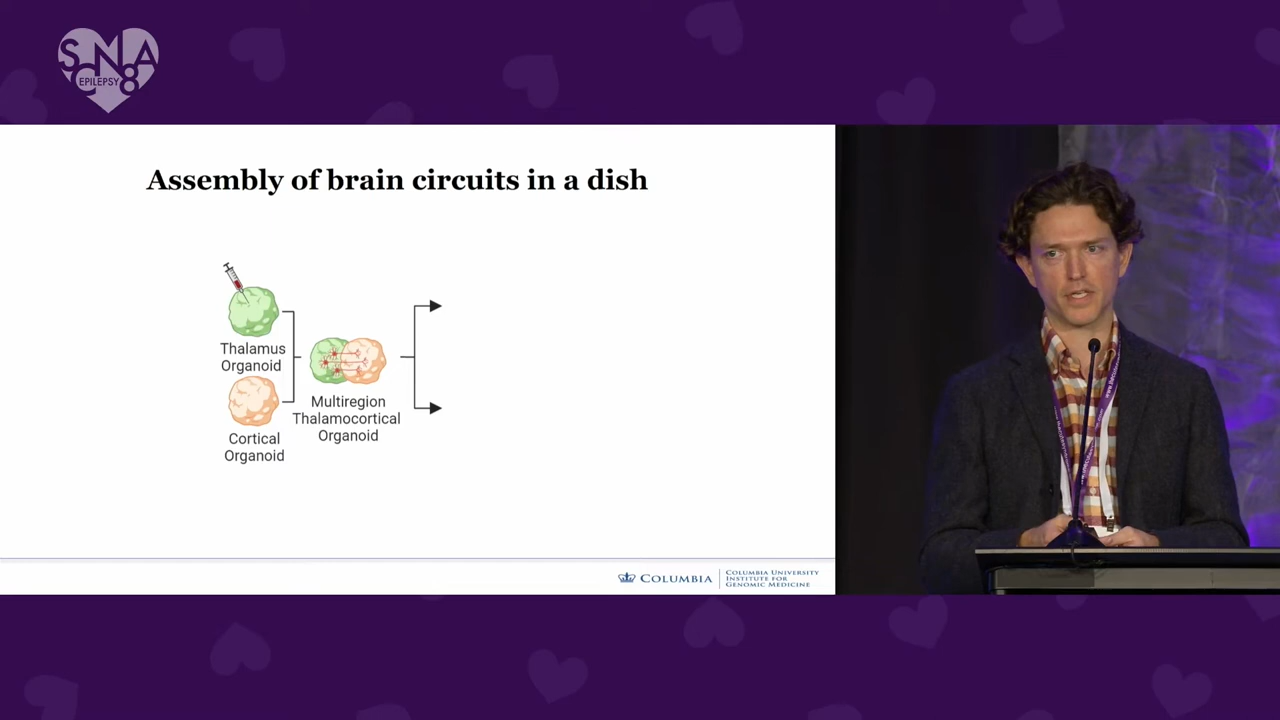 SCN8A
EPILEPSY
Assembly of brain circuits in a dish
Thalamus
Organoid
Cortical
Organoid
Multiregion
Thalamocortical
Organoid
COLUMBIA
COLUMBIA UNIVERSITY
INSTITUTE FOR
GENOMIC MEDICINE